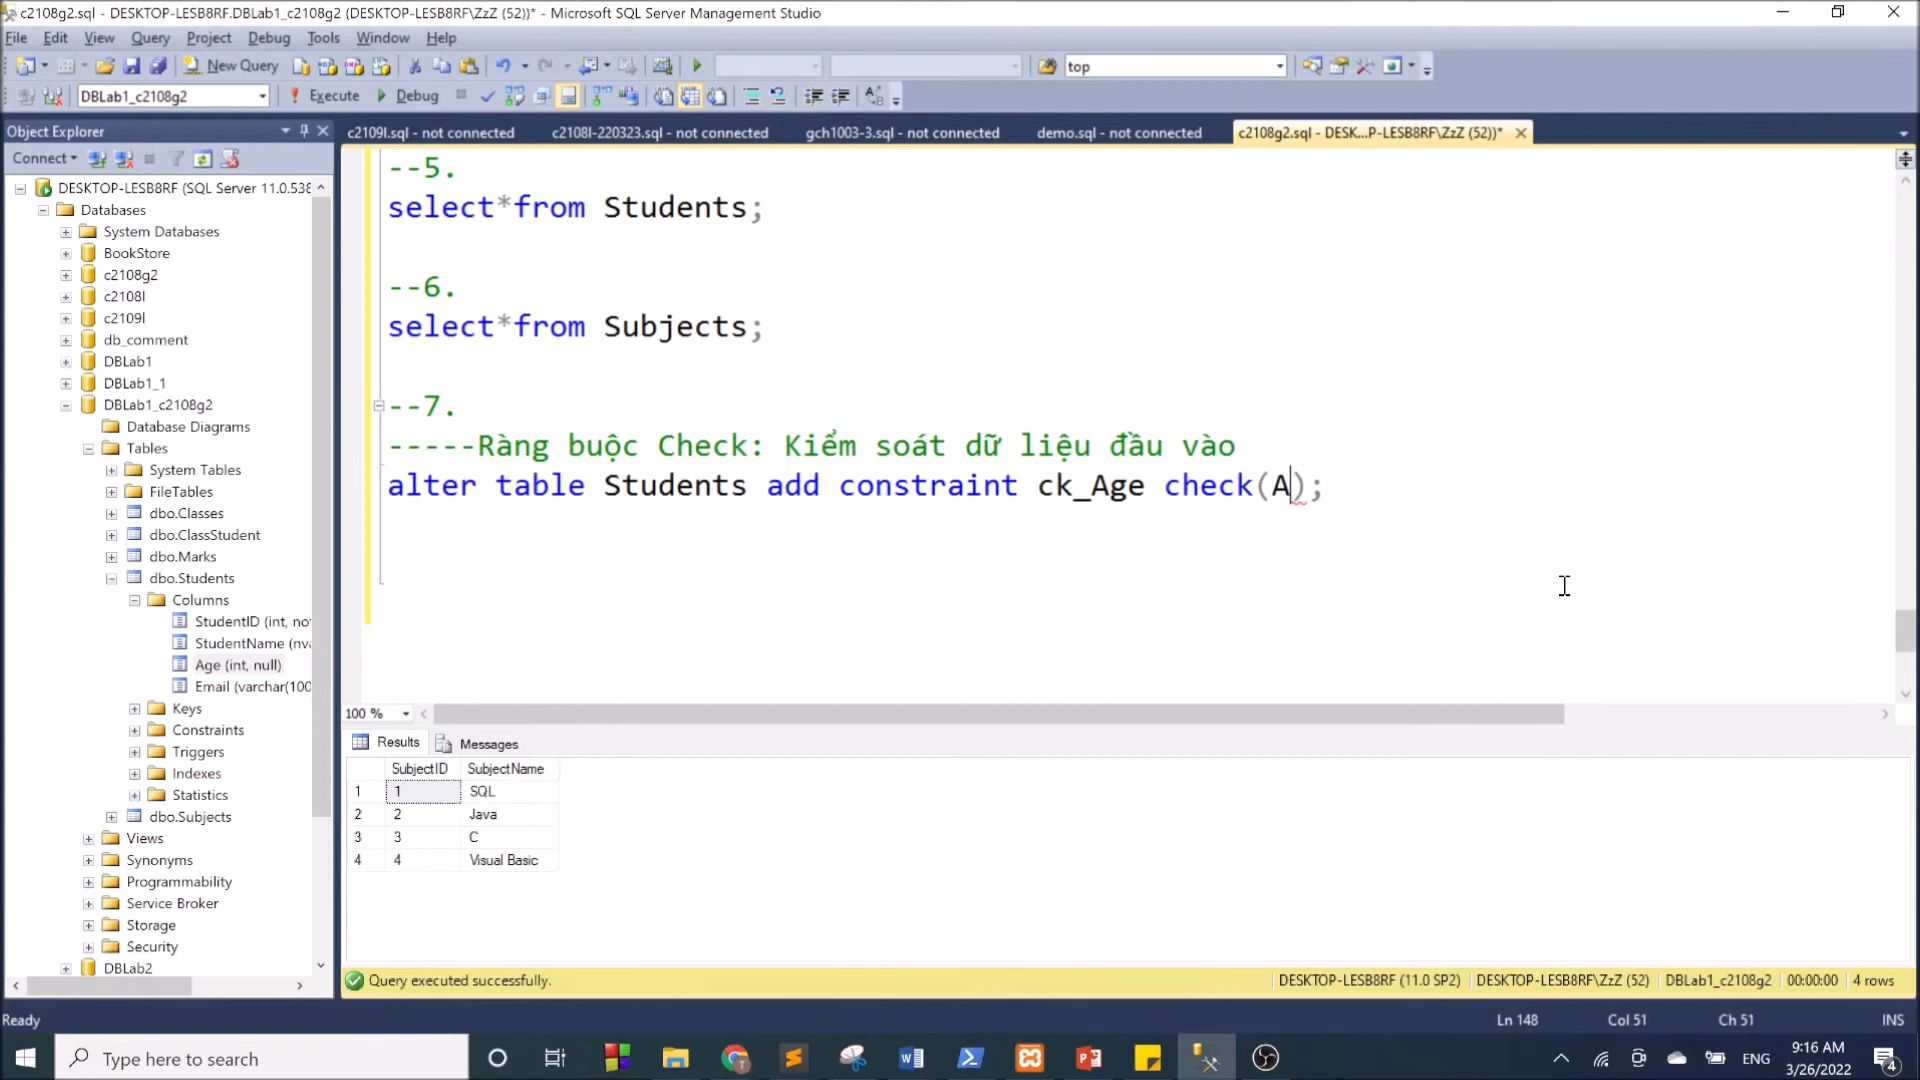 c2108g2.sql - DESKTOP-LESB8RF.DBLab1_c2108g2 (DESKTOP-LESB8RF\ZzZ (52))* - Microsoft SQL Server Management Studio
File Edit View Query Project Debug Tools Window Help
New Query top
DBLab1_c2108g2 Execute Debug
Object Explorer
Connect
DESKTOP-LESB8RF (SQL Server 11.0.538
Databases
System Databases
BookStore
c2108g2
c2108l
c2109l
db_comment
DBLab1
DBLab1_1
DBLab1_c2108g2
Database Diagrams
Tables
System Tables
FileTables
dbo.Classes
dbo.ClassStudent
dbo.Marks
dbo.Students
Columns
StudentID (int, no
StudentName (nva
Age (int, null)
Email (varchar(100
Keys
Constraints
Triggers
Indexes
Statistics
dbo.Subjects
Views
Synonyms
Programmability
Service Broker
Storage
Security
DBLab2
c2109l.sql - not connected c2108l-220323.sql - not connected gch1003-3.sql - not connected demo.sql - not connected c2108g2.sql - DESK...P-LESB8RF\ZzZ (52))*
--5.
select*from Students;
--6.
select*from Subjects;
--7.
-----Ràng buộc Check: Kiểm soát dữ liệu đầu vào
alter table Students add constraint ck_Age check(A);
100 %
Results Messages
SubjectID SubjectName
1 1 SQL
2 2 Java
3 3 C
4 4 Visual Basic
Query executed successfully. DESKTOP-LESB8RF (11.0 SP2) DESKTOP-LESB8RF\ZzZ (52) DBLab1_c2108g2 00:00:00 4 rows
Ready Ln 148 Col 51 Ch 51 INS
Type here to search ENG 9:16 AM
3/26/2022 4